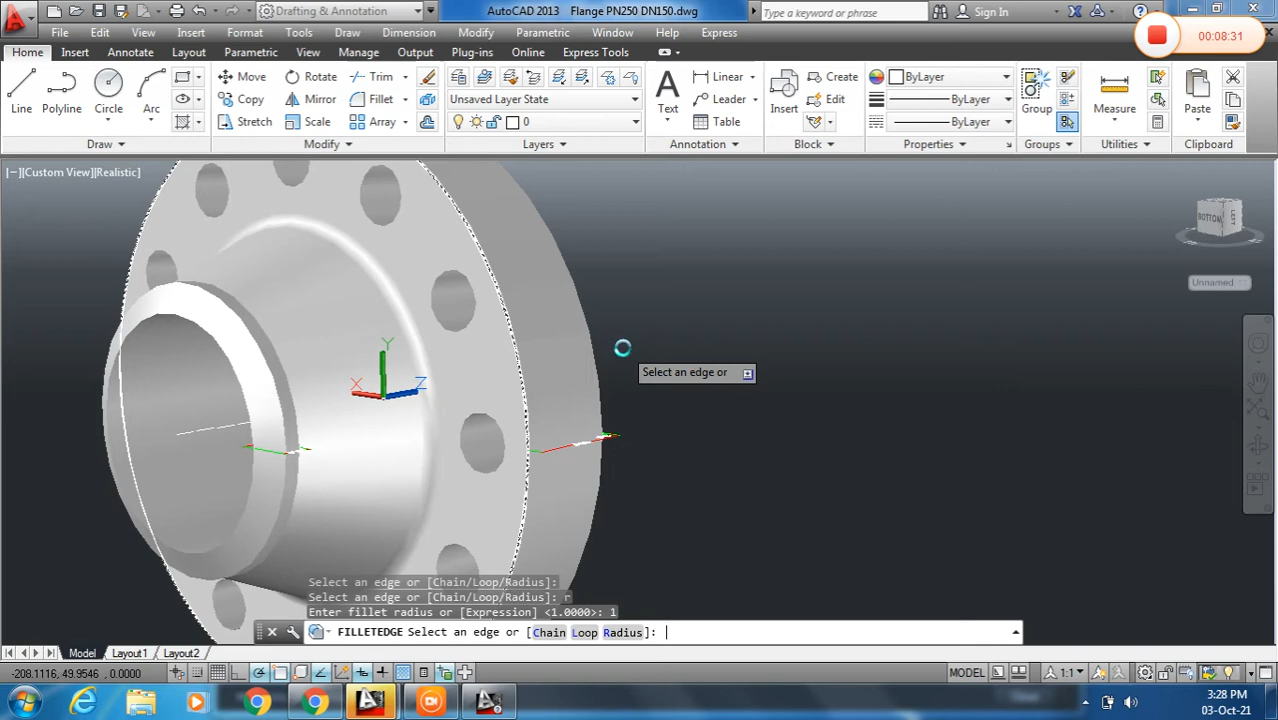 Drafting & Annotation
AutoCAD 2013 Flange PN250 DN150.dwg
Type a keyword or phrase
Sign In
File Edit View Insert Format Tools Draw Dimension Modify Parametric Window Help Express
00:08:31
Home Insert Annotate Layout Parametric View Manage Output Plug-ins Online Express Tools
Line Polyline Circle Arc
Move Rotate Trim
Copy Mirror Fillet
Stretch Scale Array
Unsaved Layer State
0
Text
Linear
Leader
Table
Insert
Create
Edit
ByLayer
ByLayer
ByLayer
Group
Measure
Paste
Draw Modify Layers Annotation Block Properties Groups Utilities Clipboard
[−][Custom View][Realistic]
BOTTOM LEFT
Unnamed
Y
X
Z
Select an edge or
Select an edge or [Chain/Loop/Radius]:
Select an edge or [Chain/Loop/Radius]: r
Enter fillet radius or [Expression] <1.0000>: 1
FILLETEDGE Select an edge or [Chain Loop Radius]:
Model Layout1 Layout2
-208.1116, 49.9546, 0.0000
MODEL
1:1
3:28 PM
03-Oct-21